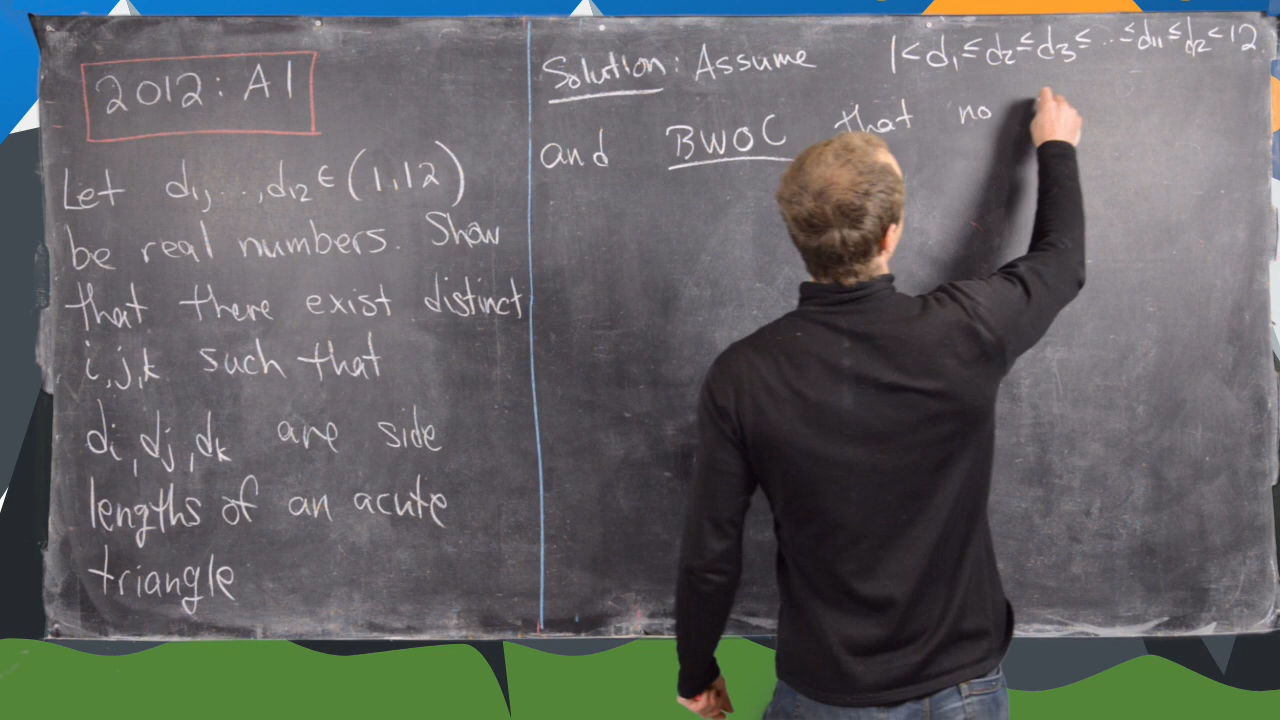 2012: A1
Let d₁, ..., d₁₂ ∈ (1,12)
be real numbers. Show
that there exist distinct
i,j,k such that
dᵢ, dⱼ, dₖ are side
lengths of an acute
triangle
Solution: Assume 1 < d₁ ≤ d₂ ≤ d₃ ≤ ... ≤ d₁₁ ≤ d₁₂ < 12
and BWOC that no